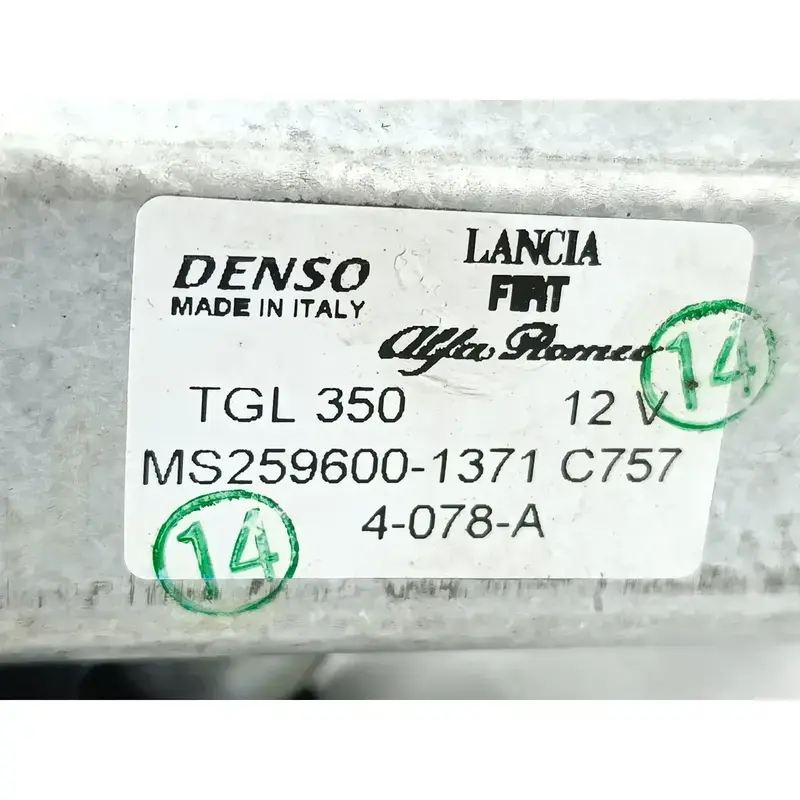 DENSO
MADE IN ITALY
LANCIA
FIAT
Alfa Romeo
14
TGL 350 12 V
MS259600-1371 C757
4-078-A
14